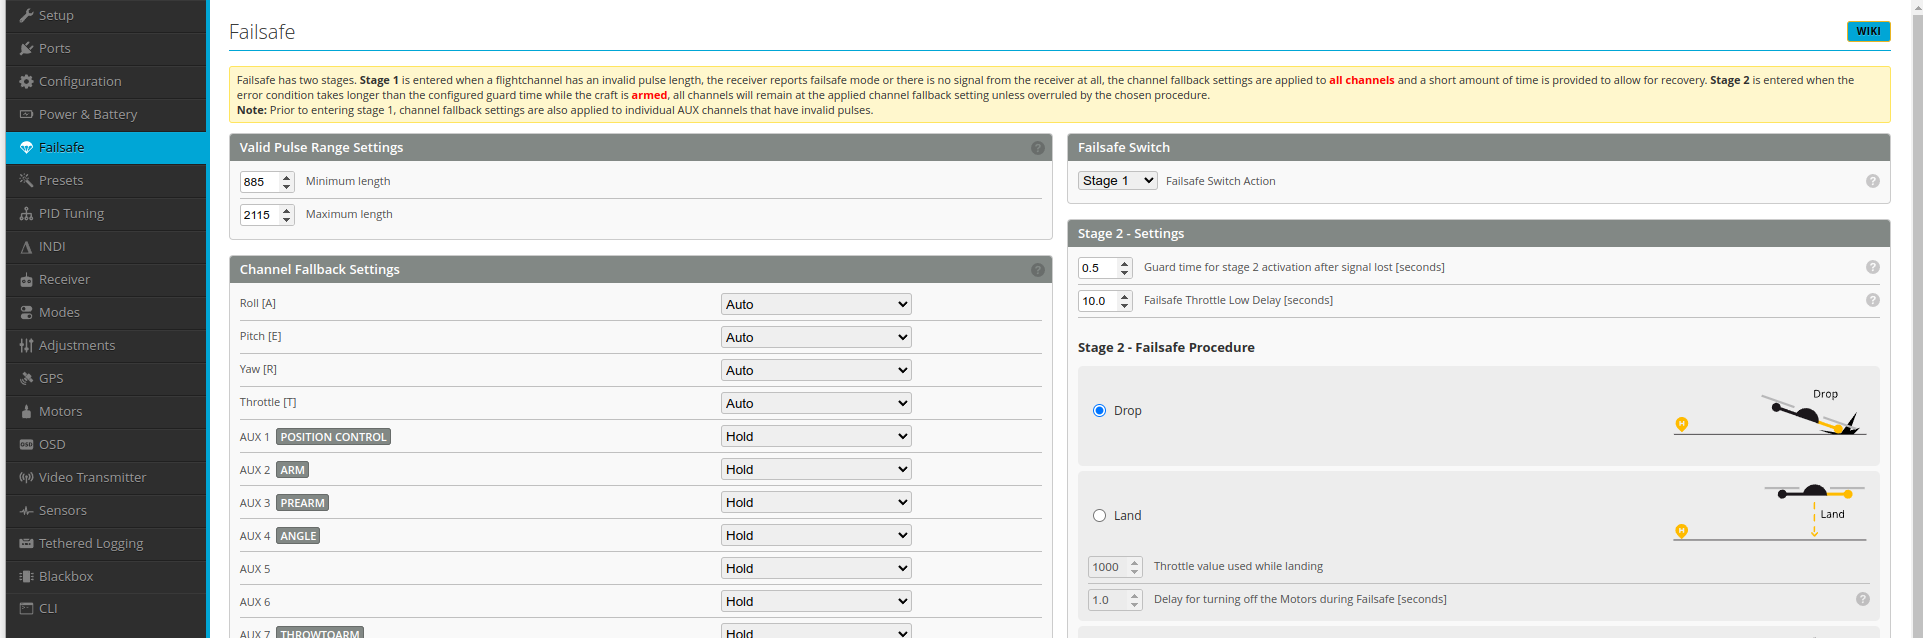 Setup
Ports
Configuration
Power & Battery
Failsafe
Presets
PID Tuning
INDI
Receiver
Modes
Adjustments
GPS
Motors
OSD
Video Transmitter
Sensors
Tethered Logging
Blackbox
CLI
Failsafe
WIKI
Failsafe has two stages. Stage 1 is entered when a flightchannel has an invalid pulse length, the receiver reports failsafe mode or there is no signal from the receiver at all, the channel fallback settings are applied to all channels and a short amount of time is provided to allow for recovery. Stage 2 is entered when the
error condition takes longer than the configured guard time while the craft is armed, all channels will remain at the applied channel fallback setting unless overruled by the chosen procedure.
Note: Prior to entering stage 1, channel fallback settings are also applied to individual AUX channels that have invalid pulses.
Valid Pulse Range Settings
885 Minimum length
2115 Maximum length
Channel Fallback Settings
Roll [A] Auto
Pitch [E] Auto
Yaw [R] Auto
Throttle [T] Auto
AUX 1 POSITION CONTROL Hold
AUX 2 ARM Hold
AUX 3 PREARM Hold
AUX 4 ANGLE Hold
AUX 5 Hold
AUX 6 Hold
AUX 7 THROWTOARM Hold
Failsafe Switch
Stage 1 Failsafe Switch Action
Stage 2 - Settings
0.5 Guard time for stage 2 activation after signal lost [seconds]
10.0 Failsafe Throttle Low Delay [seconds]
Stage 2 - Failsafe Procedure
Drop
Drop
H
Land
Land
H
1000 Throttle value used while landing
1.0 Delay for turning off the Motors during Failsafe [seconds]